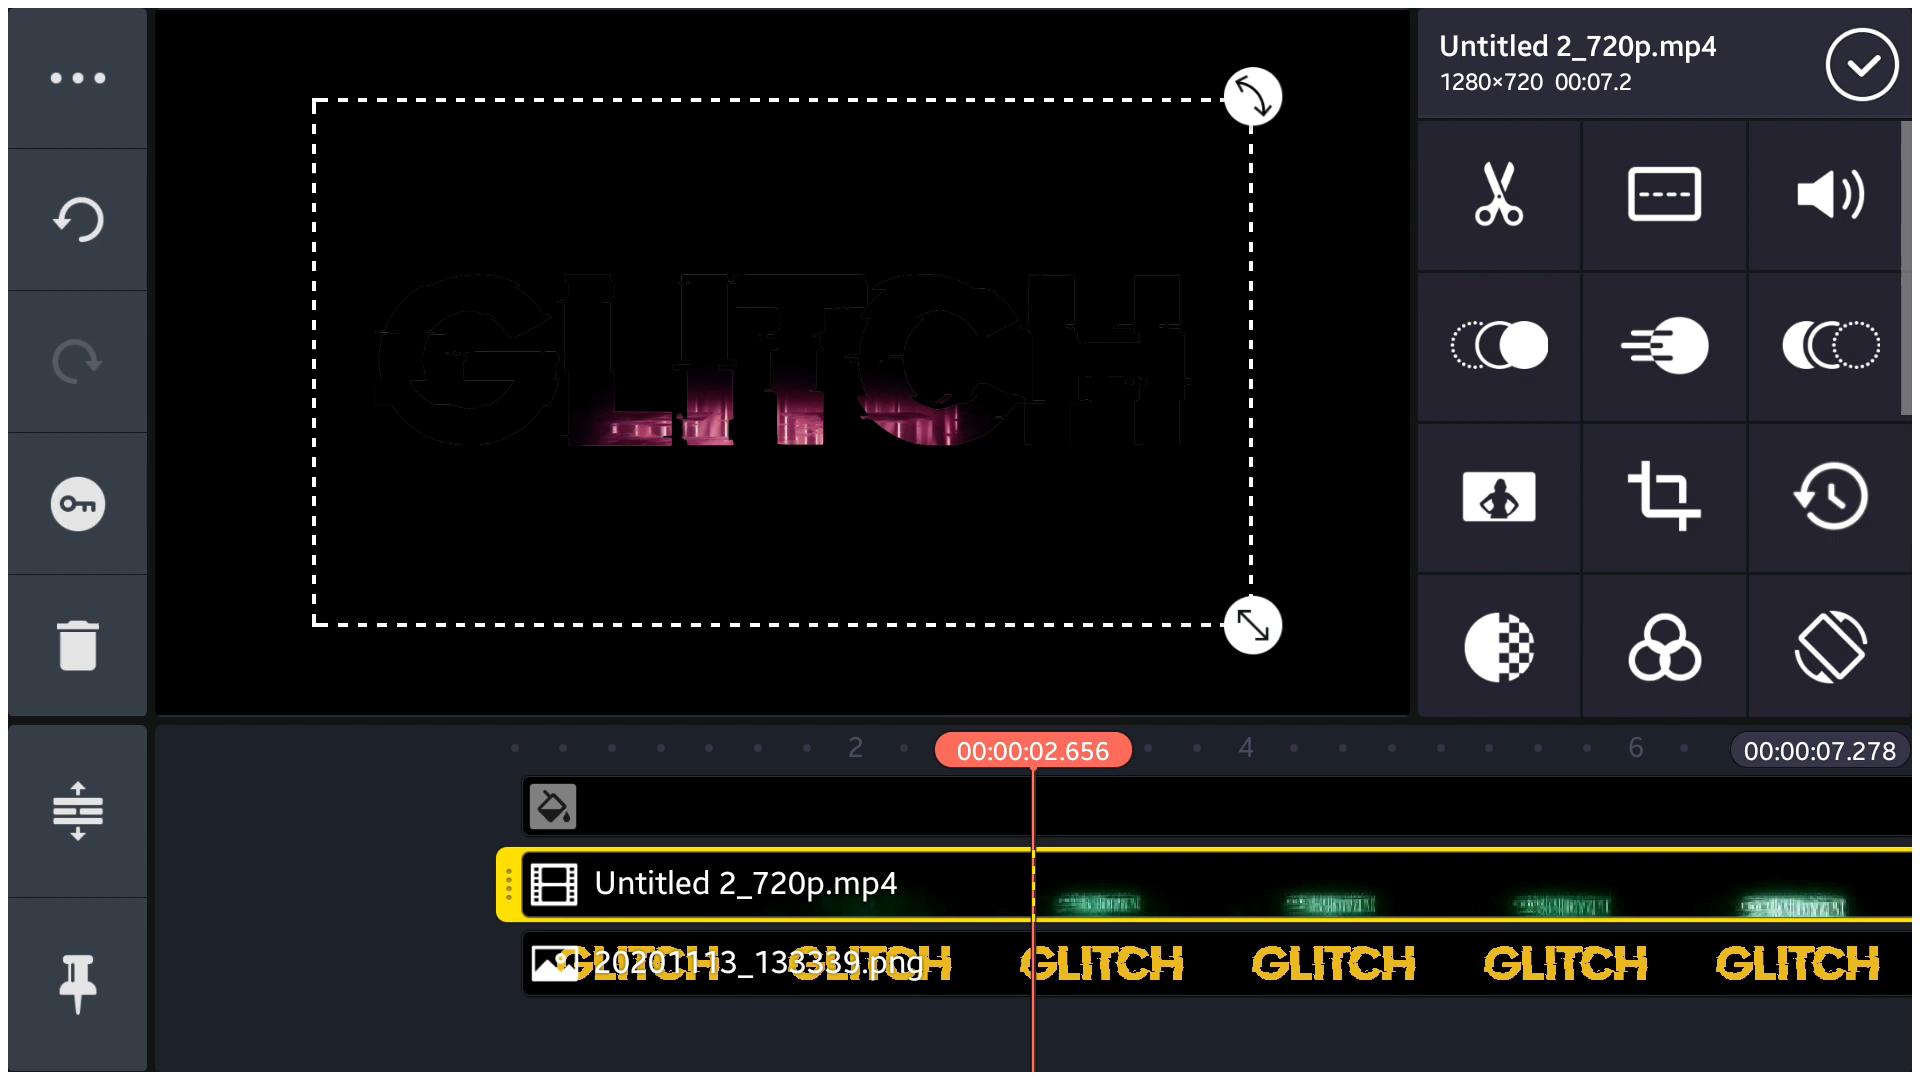 Untitled 2_720p.mp4
1280×720 00:07.2
GLITCH
2 00:00:02.656 4 6 00:00:07.278
Untitled 2_720p.mp4
20201113_133339.png
GLITCH GLITCH GLITCH GLITCH GLITCH GLITCH